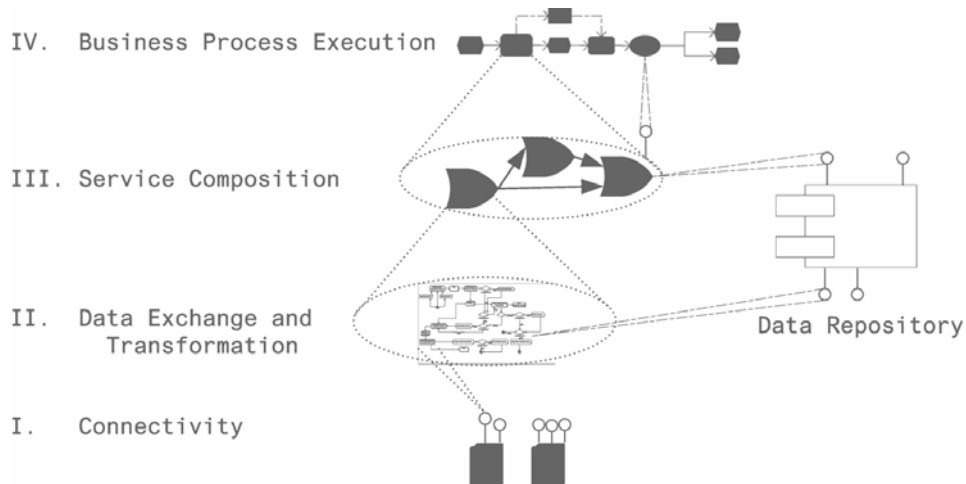 IV. Business Process Execution
III. Service Composition
II. Data Exchange and
Transformation
Data Repository
I. Connectivity